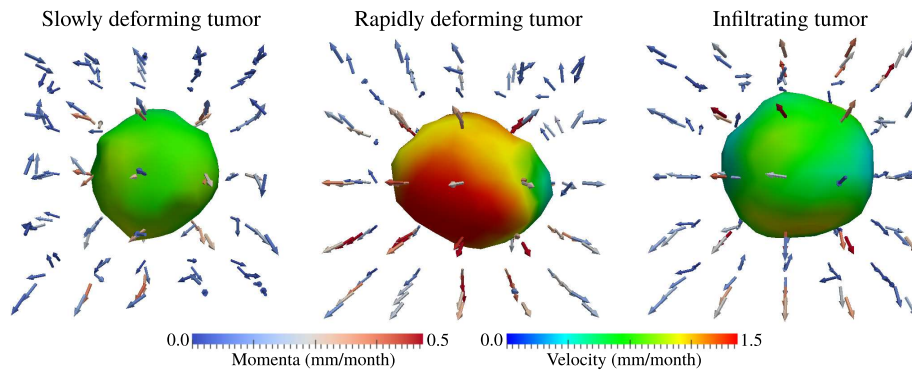 Slowly deforming tumor
Rapidly deforming tumor
Infiltrating tumor
0.0 0.5 0.0 1.5
Momenta (mm/month) Velocity (mm/month)